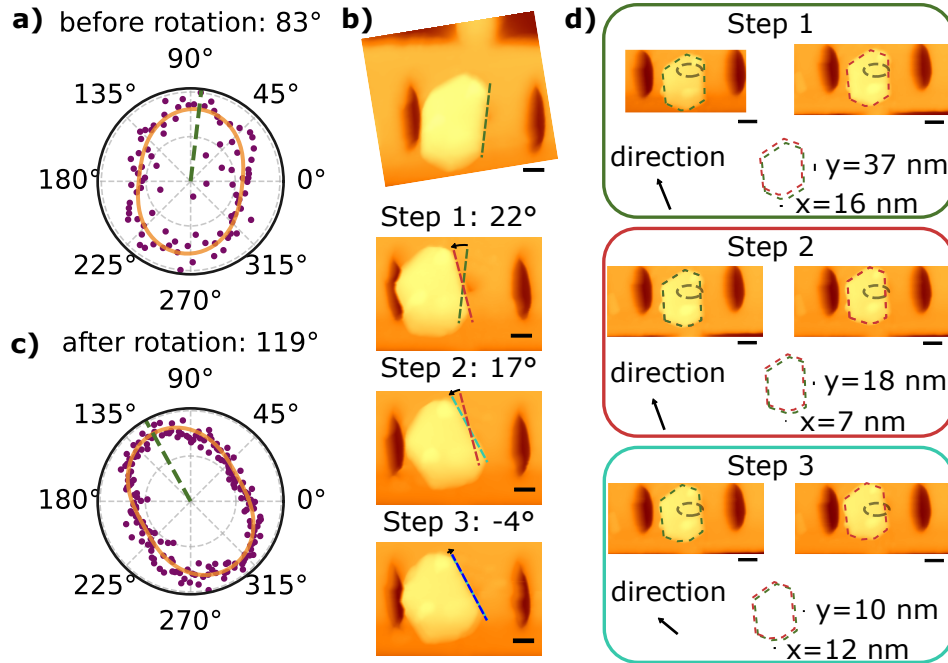 a)
before rotation: 83°
90°
135°
45°
180°
0°
225°
315°
270°
c)
after rotation: 119°
90°
135°
45°
180°
0°
225°
315°
270°
b)
Step 1: 22°
Step 2: 17°
Step 3: -4°
d)
Step 1
direction
y=37 nm
x=16 nm
Step 2
direction
y=18 nm
x=7 nm
Step 3
direction
y=10 nm
x=12 nm